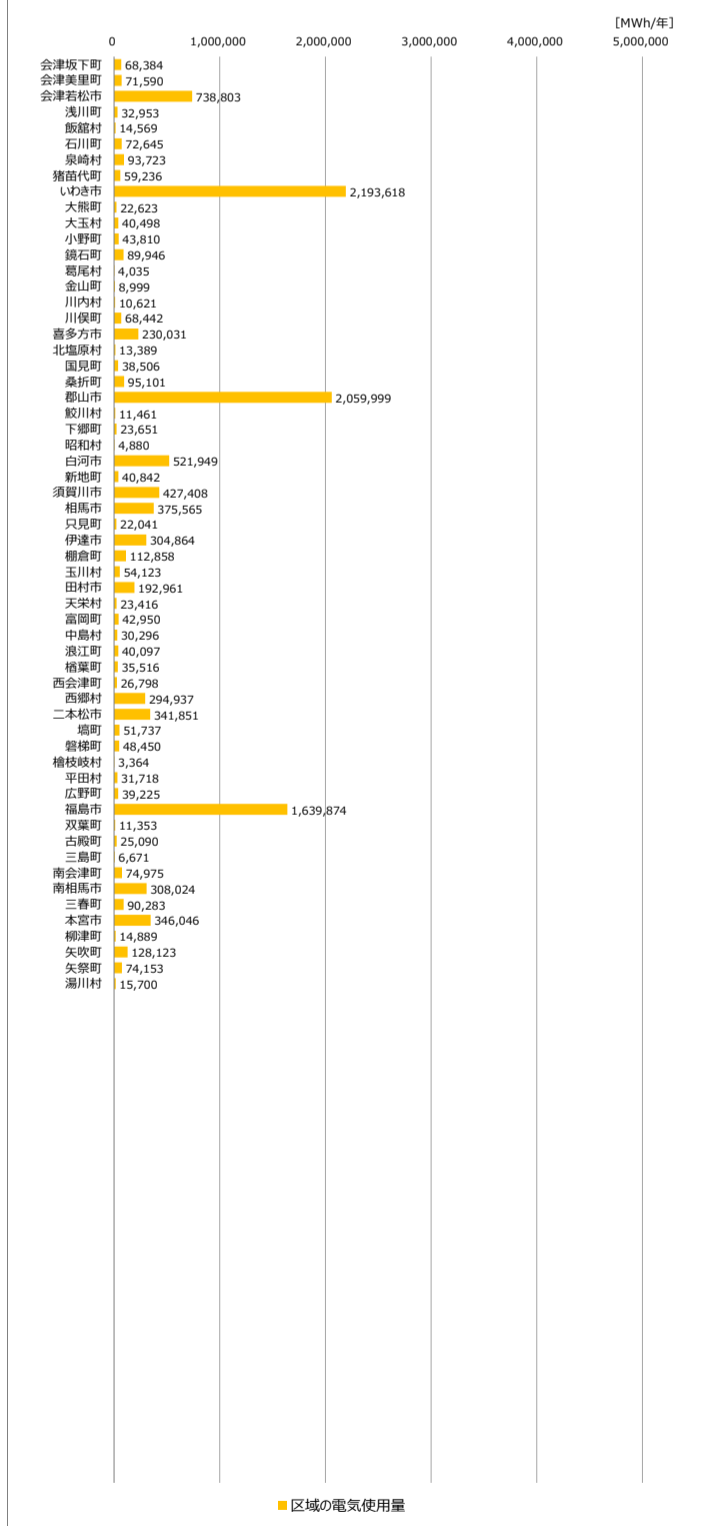 [MWh/年]
0 1,000,000 2,000,000 3,000,000 4,000,000 5,000,000
会津坂下町 68,384
会津美里町 71,590
会津若松市 738,803
浅川町 32,953
飯舘村 14,569
石川町 72,645
泉崎村 93,723
猪苗代町 59,236
いわき市 2,193,618
大熊町 22,623
大玉村 40,498
小野町 43,810
鏡石町 89,946
葛尾村 4,035
金山町 8,999
川内村 10,621
川俣町 68,442
喜多方市 230,031
北塩原村 13,389
国見町 38,506
桑折町 95,101
郡山市 2,059,999
鮫川村 11,461
下郷町 23,651
昭和村 4,880
白河市 521,949
新地町 40,842
須賀川市 427,408
相馬市 375,565
只見町 22,041
伊達市 304,864
棚倉町 112,858
玉川村 54,123
田村市 192,961
天栄村 23,416
富岡町 42,950
中島村 30,296
浪江町 40,097
楢葉町 35,516
西会津町 26,798
西郷村 294,937
二本松市 341,851
塙町 51,737
磐梯町 48,450
檜枝岐村 3,364
平田村 31,718
広野町 39,225
福島市 1,639,874
双葉町 11,353
古殿町 25,090
三島町 6,671
南会津町 74,975
南相馬市 308,024
三春町 90,283
本宮市 346,046
柳津町 14,889
矢吹町 128,123
矢祭町 74,153
湯川村 15,700
区域の電気使用量